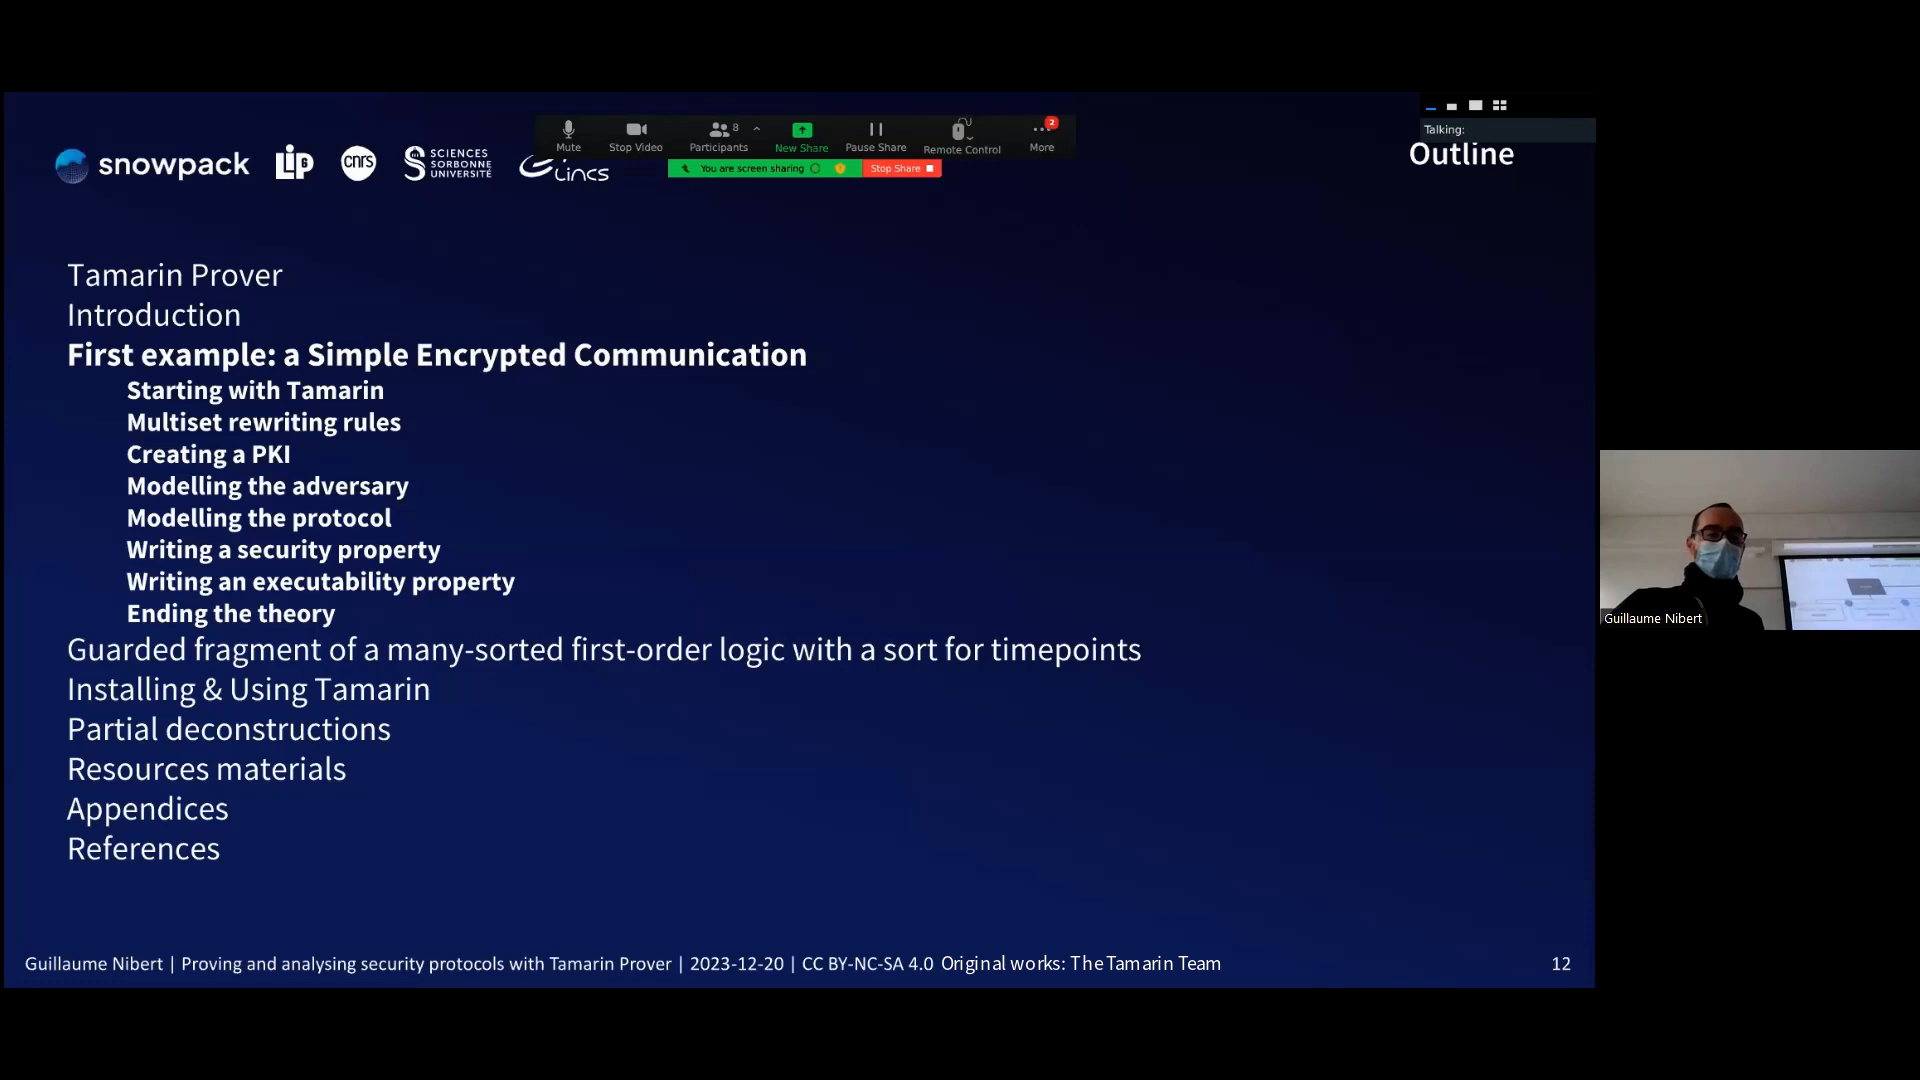 Mute
Stop Video
Participants
8
New Share
Pause Share
Remote Control
More
2
You are screen sharing
Stop Share
Talking:
snowpack
LIP6
cnrs
SCIENCES
SORBONNE
UNIVERSITÉ
Lincs
Outline
Tamarin Prover
Introduction
First example: a Simple Encrypted Communication
Starting with Tamarin
Multiset rewriting rules
Creating a PKI
Modelling the adversary
Modelling the protocol
Writing a security property
Writing an executability property
Ending the theory
Guarded fragment of a many-sorted first-order logic with a sort for timepoints
Installing & Using Tamarin
Partial deconstructions
Resources materials
Appendices
References
Guillaume Nibert
Guillaume Nibert | Proving and analysing security protocols with Tamarin Prover | 2023-12-20 | CC BY-NC-SA 4.0 Original works: The Tamarin Team
12